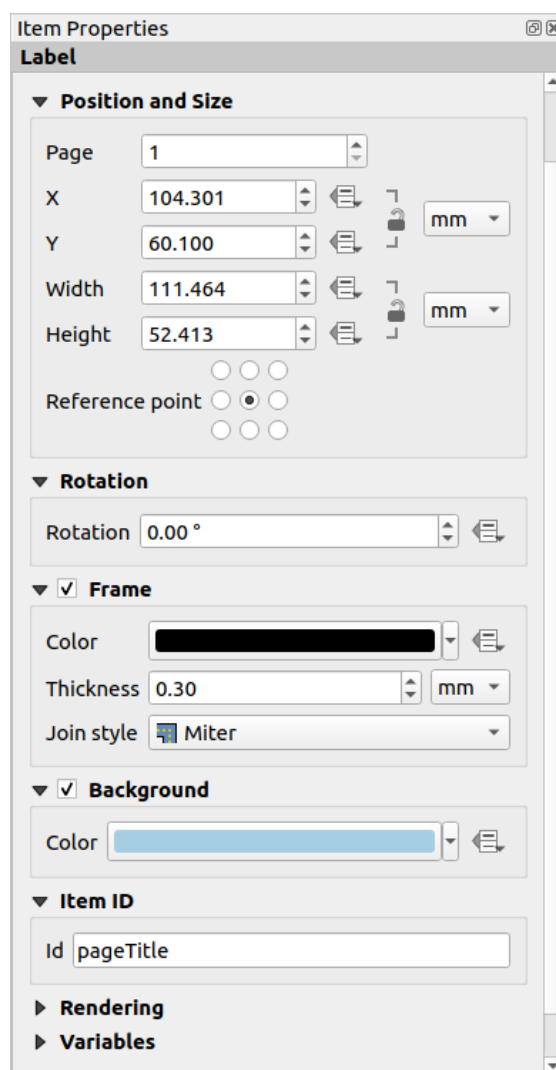 Item Properties
Label
Position and Size
Page 1
X 104.301
mm
Y 60.100
Width 111.464
mm
Height 52.413
Reference point
Rotation
Rotation 0.00 °
Frame
Color
Thickness 0.30 mm
Join style Miter
Background
Color
Item ID
Id pageTitle
Rendering
Variables